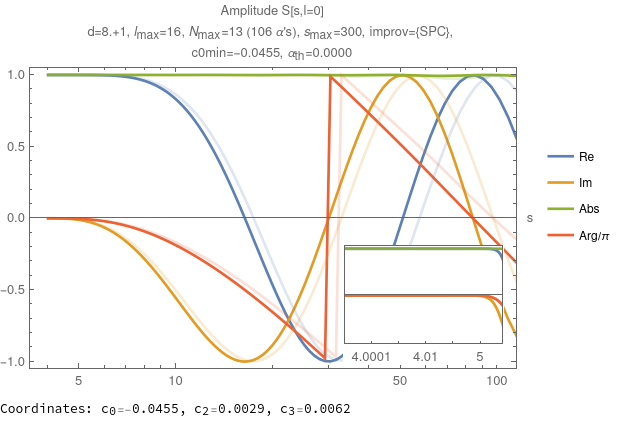 Amplitude S[s,l=0]
d=8.+1, lmax=16, Nmax=13 (106 α's), smax=300, improv={SPC},
c0min=−0.0455, αth=0.0000
1.0
0.5
0.0
−0.5
−1.0
s
Re
Im
Abs
Arg/π
4.0001 4.01 5
5 10 50 100
Coordinates: c0=-0.0455, c2=0.0029, c3=0.0062